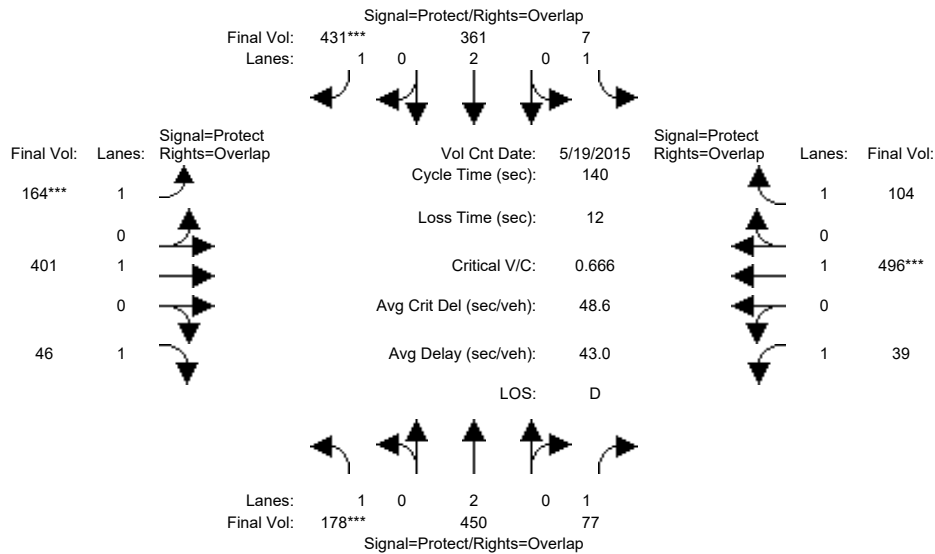 Signal=Protect/Rights=Overlap
Final Vol: 431*** 361 7
Lanes: 1 0 2 0 1
Signal=Protect
Final Vol: Lanes: Rights=Overlap
Vol Cnt Date: 5/19/2015
Signal=Protect
Rights=Overlap Lanes: Final Vol:
Cycle Time (sec): 140
164*** 1 1 104
Loss Time (sec): 12
0 0
401 1 Critical V/C: 0.666 1 496***
0 Avg Crit Del (sec/veh): 48.6 0
46 1 Avg Delay (sec/veh): 43.0 1 39
LOS: D
Lanes: 1 0 2 0 1
Final Vol: 178*** 450 77
Signal=Protect/Rights=Overlap